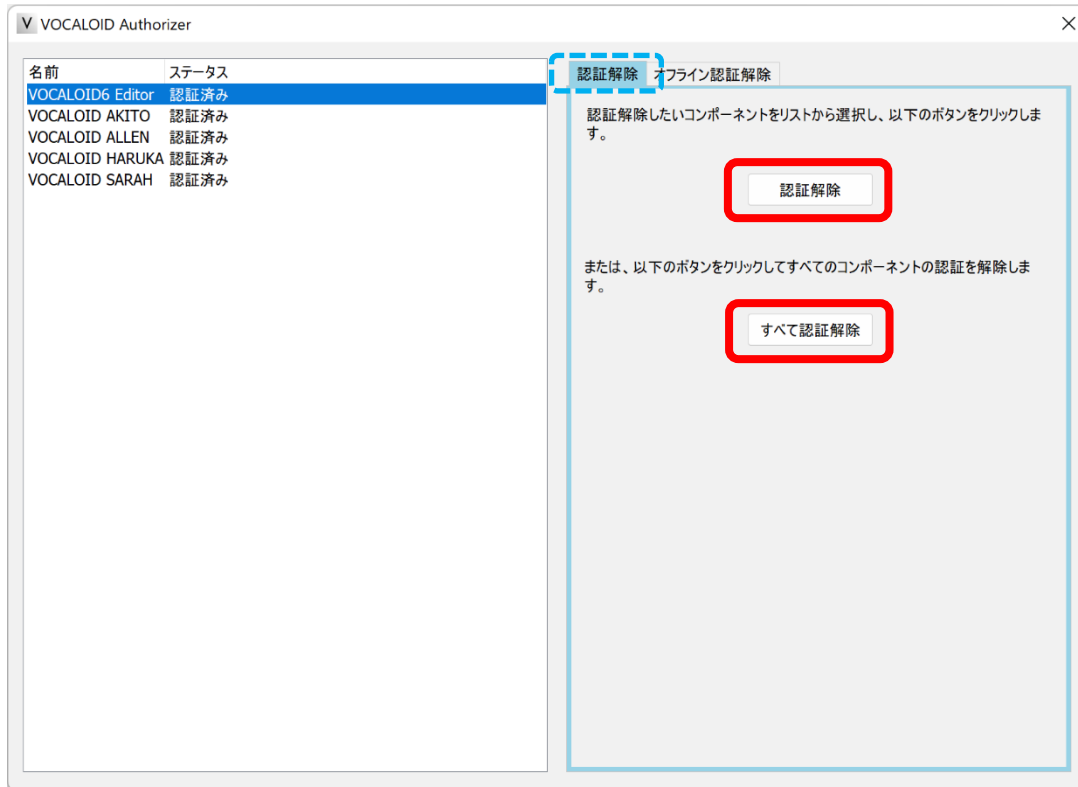 V VOCALOID Authorizer
名前 ステータス
VOCALOID6 Editor 認証済み
VOCALOID AKITO 認証済み
VOCALOID ALLEN 認証済み
VOCALOID HARUKA 認証済み
VOCALOID SARAH 認証済み
認証解除 オフライン認証解除
認証解除したいコンポーネントをリストから選択し、以下のボタンをクリックしま
す。
認証解除
または、以下のボタンをクリックしてすべてのコンポーネントの認証を解除しま
す。
すべて認証解除